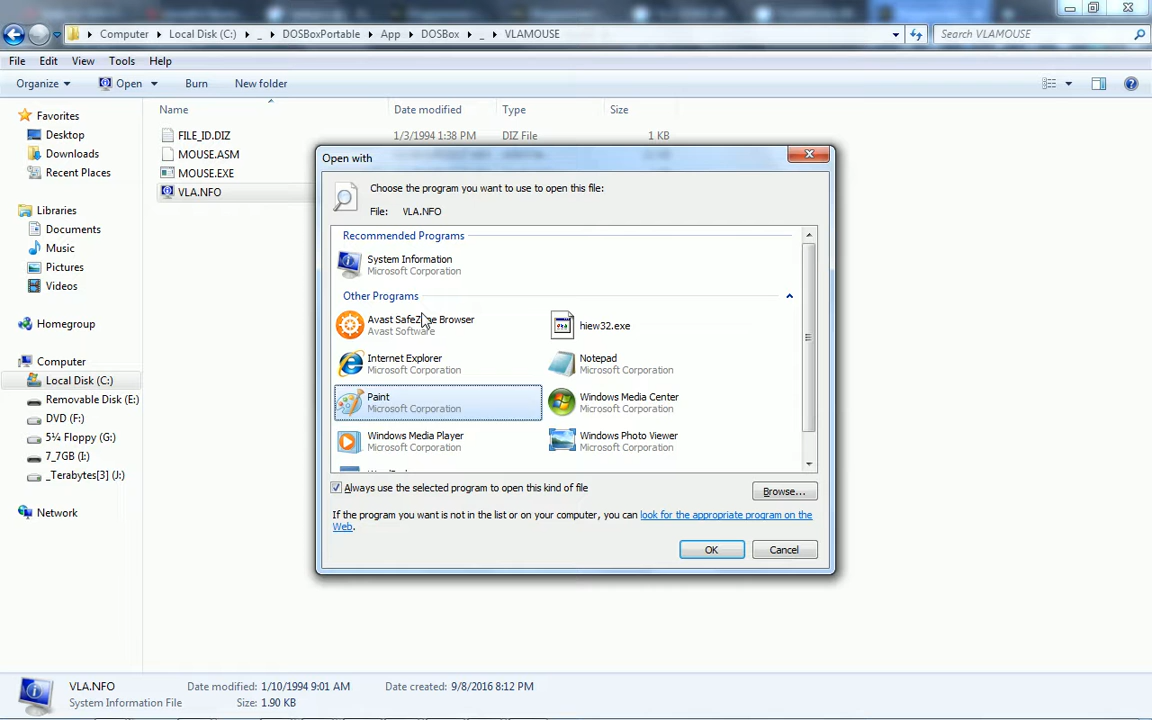 Computer Local Disk (C:) _ DOSBoxPortable App DOSBox _ VLAMOUSE Search VLAMOUSE
File Edit View Tools Help
Organize Open Burn New folder
Favorites
Desktop
Downloads
Recent Places
Libraries
Documents
Music
Pictures
Videos
Homegroup
Computer
Local Disk (C:)
Removable Disk (E:)
DVD (F:)
5¼ Floppy (G:)
7_7GB (I:)
_Terabytes[3] (J:)
Network
Name Date modified Type Size
FILE_ID.DIZ 1/3/1994 1:38 PM DIZ File 1 KB
MOUSE.ASM
MOUSE.EXE
VLA.NFO
Open with
Choose the program you want to use to open this file:
File: VLA.NFO
Recommended Programs
System Information
Microsoft Corporation
Other Programs
Avast Browser
Avast Software
hiew32.exe
Internet Explorer
Microsoft Corporation
Notepad
Microsoft Corporation
Paint
Microsoft Corporation
Windows Media Center
Microsoft Corporation
Windows Media Player
Microsoft Corporation
Windows Photo Viewer
Microsoft Corporation
Always use the selected program to open this kind of file
Browse...
If the program you want is not in the list or on your computer, you can look for the appropriate program on the
Web.
OK Cancel
VLA.NFO Date modified: 1/10/1994 9:01 AM Date created: 9/8/2016 8:12 PM
System Information File Size: 1.90 KB